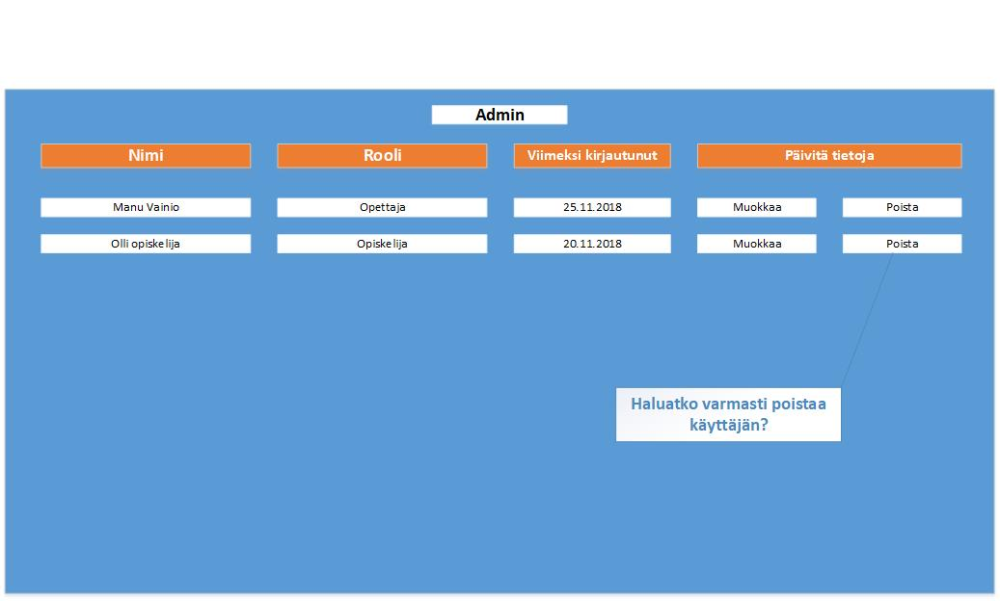 Admin
Nimi Rooli Viimeksi kirjautunut Päivitä tietoja
Manu Vainio Opettaja 25.11.2018 Muokkaa Poista
Olli opiskelija Opiskelija 20.11.2018 Muokkaa Poista
Haluatko varmasti poistaa
käyttäjän?